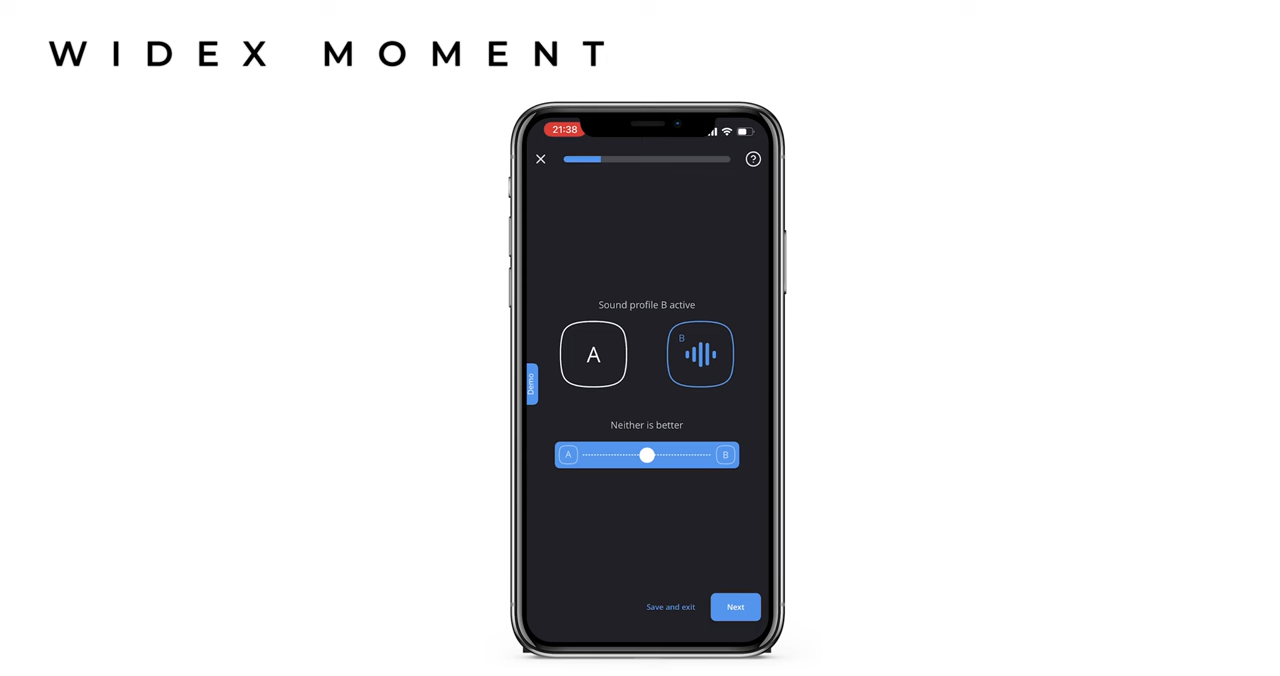 WIDEX MOMENT
21:38
Sound profile B active
A
B
Demo
Neither is better
A B
Save and exit Next